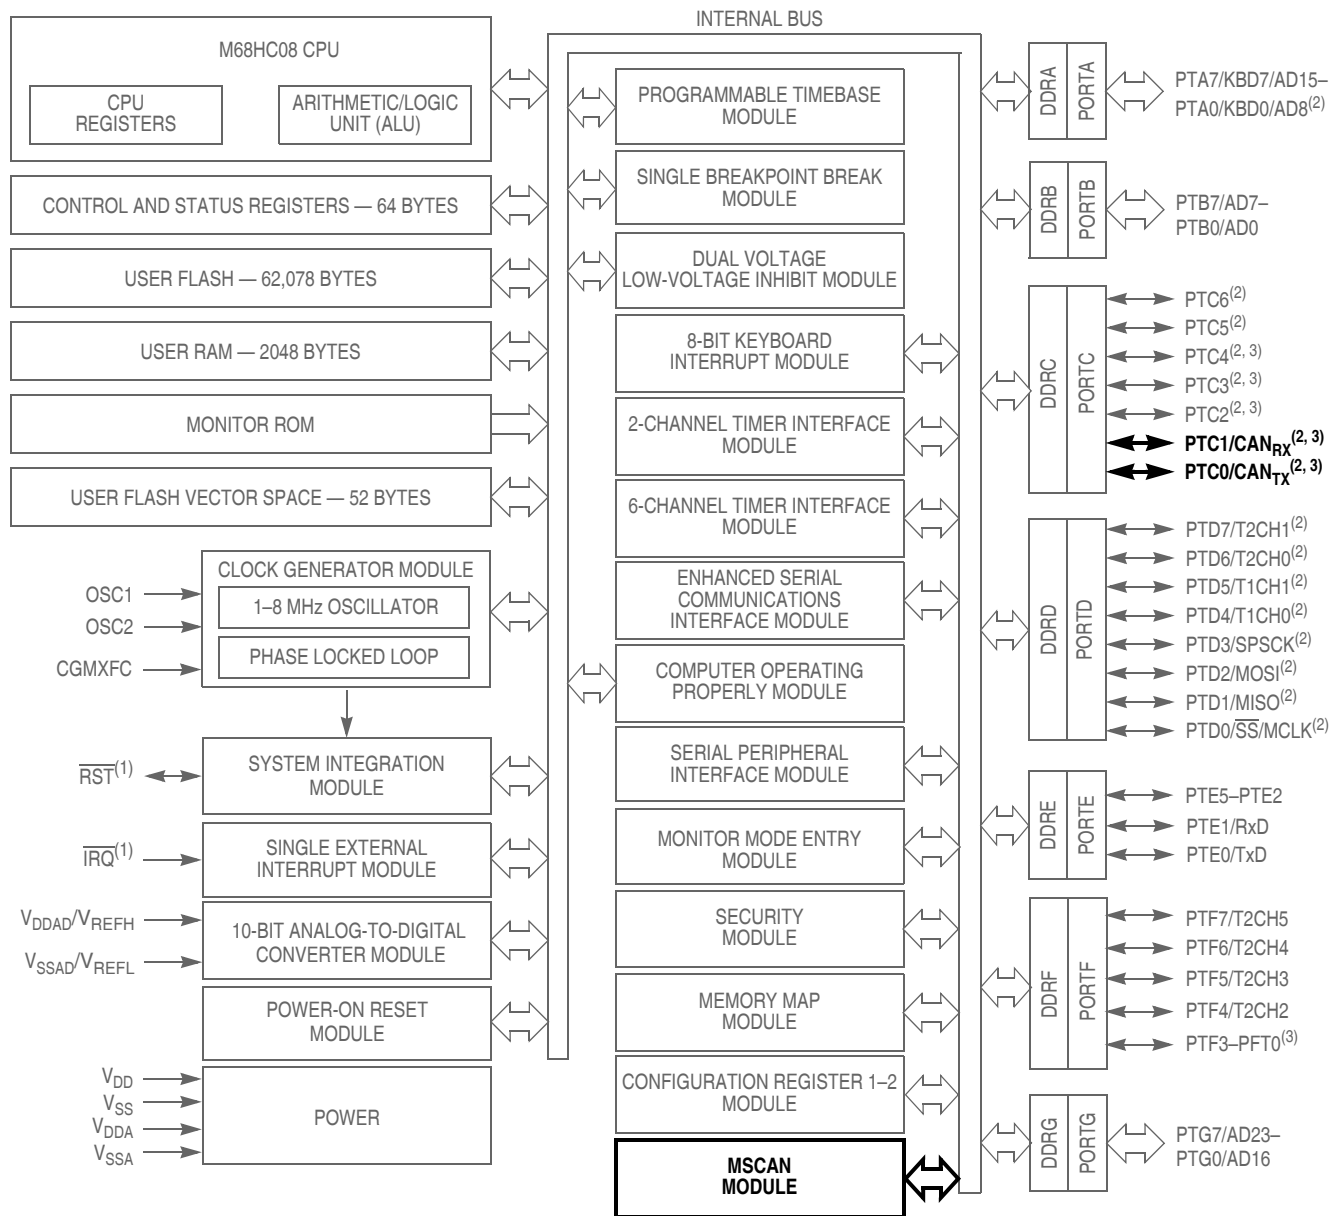 INTERNAL BUS
M68HC08 CPU
CPU
REGISTERS
ARITHMETIC/LOGIC
UNIT (ALU)
CONTROL AND STATUS REGISTERS — 64 BYTES
USER FLASH — 62,078 BYTES
USER RAM — 2048 BYTES
MONITOR ROM
USER FLASH VECTOR SPACE — 52 BYTES
OSC1
OSC2
CGMXFC
CLOCK GENERATOR MODULE
1–8 MHz OSCILLATOR
PHASE LOCKED LOOP
RST(1)
SYSTEM INTEGRATION
MODULE
IRQ(1)
SINGLE EXTERNAL
INTERRUPT MODULE
VDDAD/VREFH
VSSAD/VREFL
10-BIT ANALOG-TO-DIGITAL
CONVERTER MODULE
POWER-ON RESET
MODULE
VDD
VSS
VDDA
VSSA
POWER
PROGRAMMABLE TIMEBASE
MODULE
SINGLE BREAKPOINT BREAK
MODULE
DUAL VOLTAGE
LOW-VOLTAGE INHIBIT MODULE
8-BIT KEYBOARD
INTERRUPT MODULE
2-CHANNEL TIMER INTERFACE
MODULE
6-CHANNEL TIMER INTERFACE
MODULE
ENHANCED SERIAL
COMMUNICATIONS
INTERFACE MODULE
COMPUTER OPERATING
PROPERLY MODULE
SERIAL PERIPHERAL
INTERFACE MODULE
MONITOR MODE ENTRY
MODULE
SECURITY
MODULE
MEMORY MAP
MODULE
CONFIGURATION REGISTER 1–2
MODULE
MSCAN
MODULE
DDRA
PORTA
PTA7/KBD7/AD15–
PTA0/KBD0/AD8(2)
DDRB
PORTB
PTB7/AD7–
PTB0/AD0
DDRC
PORTC
PTC6(2)
PTC5(2)
PTC4(2, 3)
PTC3(2, 3)
PTC2(2, 3)
PTC1/CANRX(2, 3)
PTC0/CANTX(2, 3)
DDRD
PORTD
PTD7/T2CH1(2)
PTD6/T2CH0(2)
PTD5/T1CH1(2)
PTD4/T1CH0(2)
PTD3/SPSCK(2)
PTD2/MOSI(2)
PTD1/MISO(2)
PTD0/SS/MCLK(2)
DDRE
PORTE
PTE5–PTE2
PTE1/RxD
PTE0/TxD
DDRF
PORTF
PTF7/T2CH5
PTF6/T2CH4
PTF5/T2CH3
PTF4/T2CH2
PTF3–PFT0(3)
DDRG
PORTG
PTG7/AD23–
PTG0/AD16